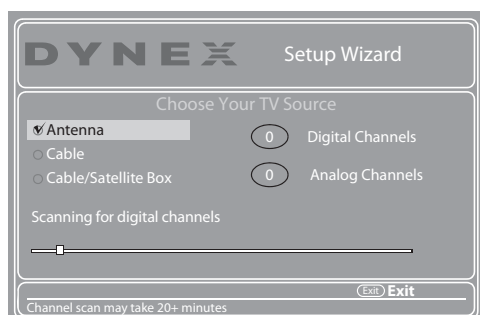 DYNEX Setup Wizard
Choose Your TV Source
Antenna
Cable
Cable/Satellite Box
0 Digital Channels
0 Analog Channels
Scanning for digital channels
Exit Exit
Channel scan may take 20+ minutes